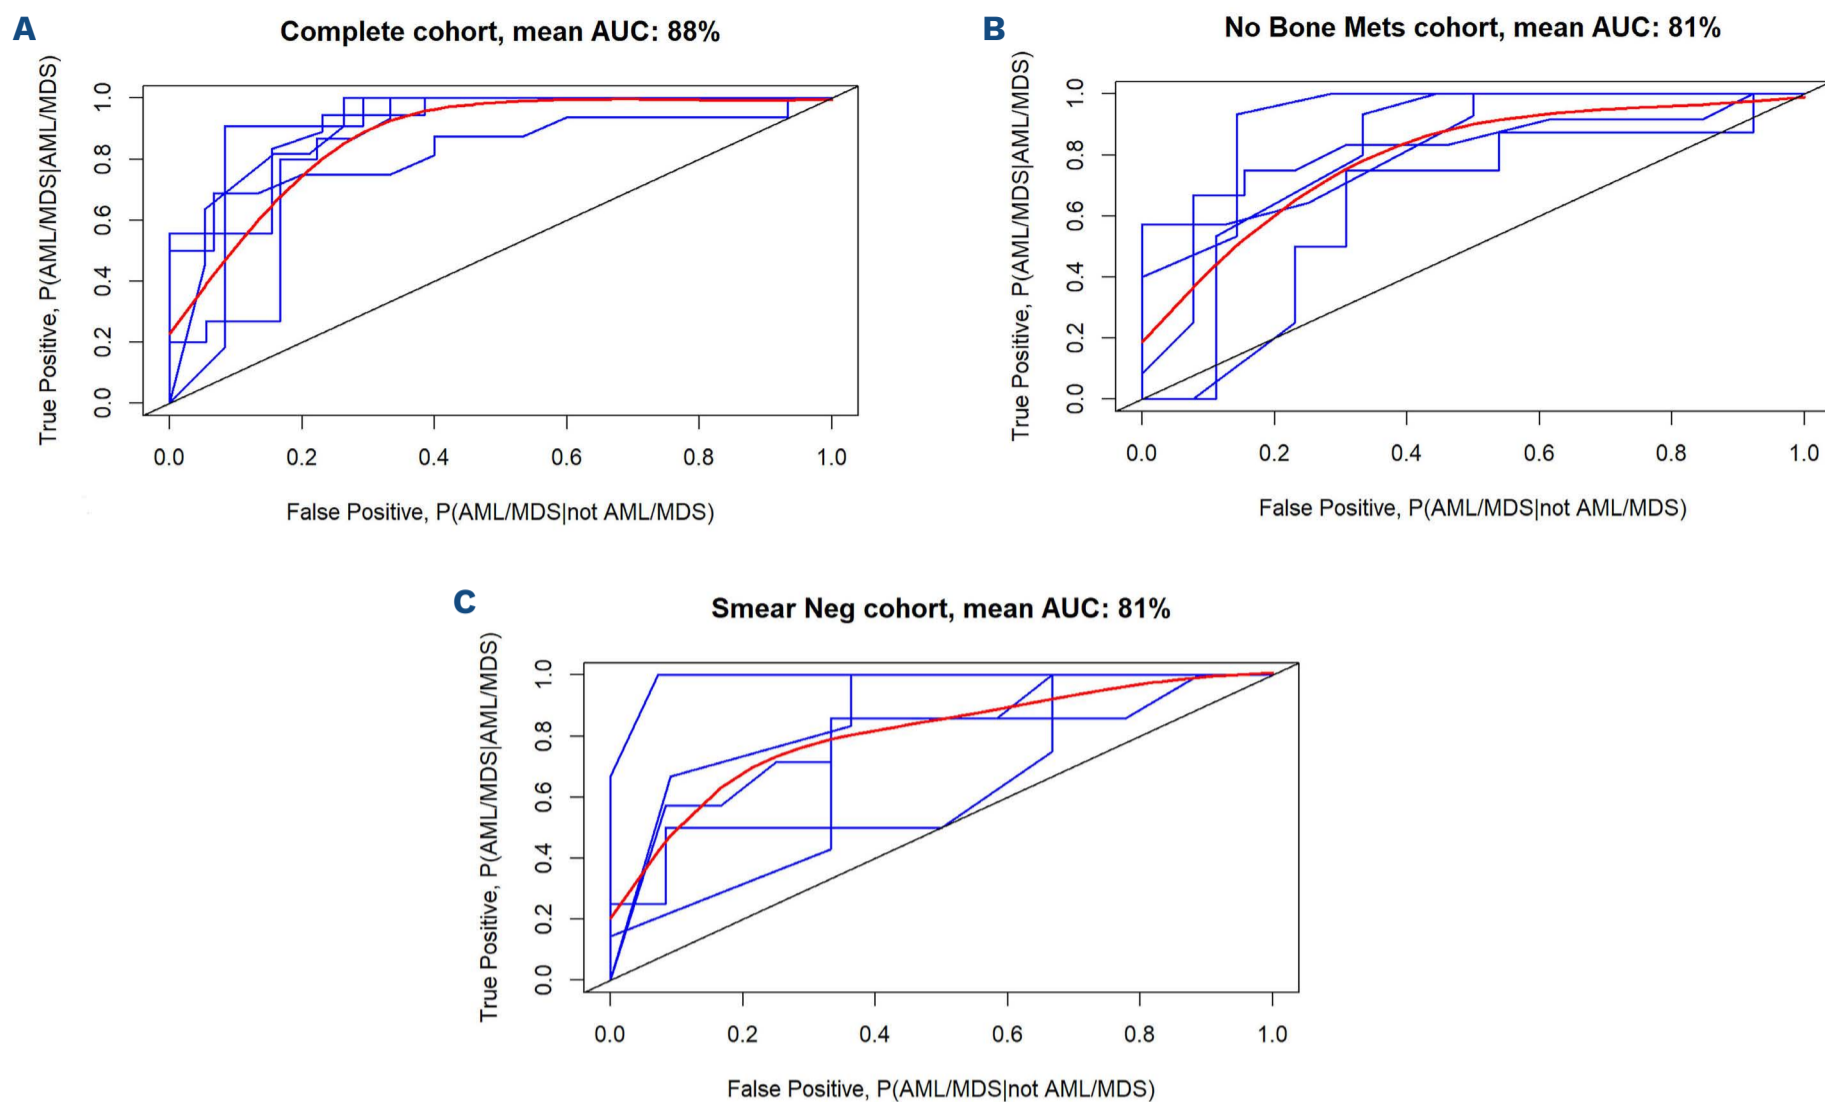 A
Complete cohort, mean AUC: 88%
True Positive, P(AML/MDS|AML/MDS)
1.0
0.8
0.6
0.4
0.2
0.0
0.0 0.2 0.4 0.6 0.8 1.0
False Positive, P(AML/MDS|not AML/MDS)
B
No Bone Mets cohort, mean AUC: 81%
True Positive, P(AML/MDS|AML/MDS)
1.0
0.8
0.6
0.4
0.2
0.0
0.0 0.2 0.4 0.6 0.8 1.0
False Positive, P(AML/MDS|not AML/MDS)
C
Smear Neg cohort, mean AUC: 81%
True Positive, P(AML/MDS|AML/MDS)
1.0
0.8
0.6
0.4
0.2
0.0
0.0 0.2 0.4 0.6 0.8 1.0
False Positive, P(AML/MDS|not AML/MDS)